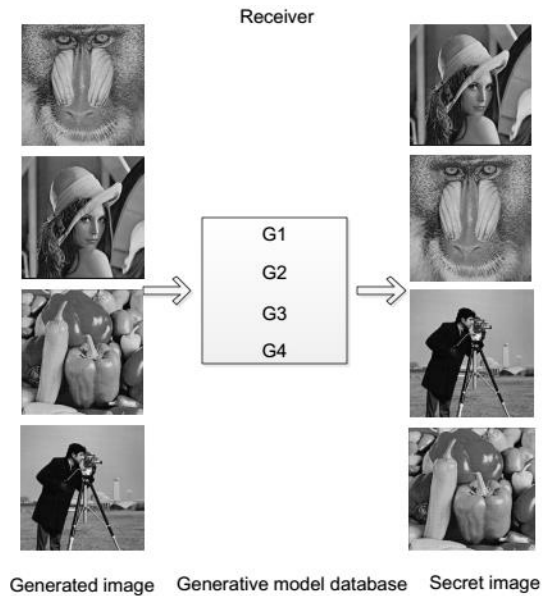 Receiver
G1
G2
G3
G4
Generated image
Generative model database
Secret image